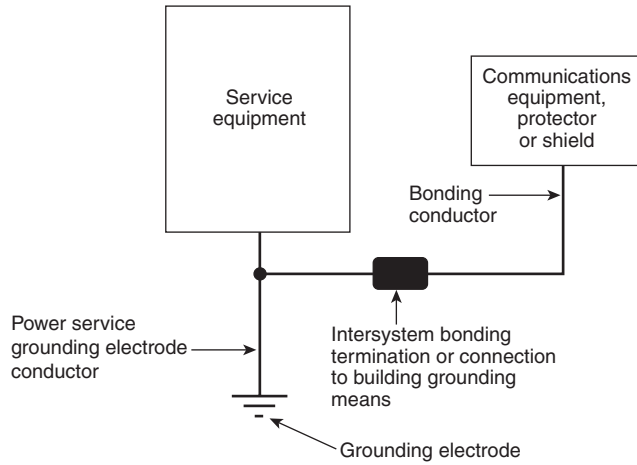 Service
equipment
Communications
equipment,
protector
or shield
Bonding
conductor
Power service
grounding electrode
conductor
Intersystem bonding
termination or connection
to building grounding
means
Grounding electrode